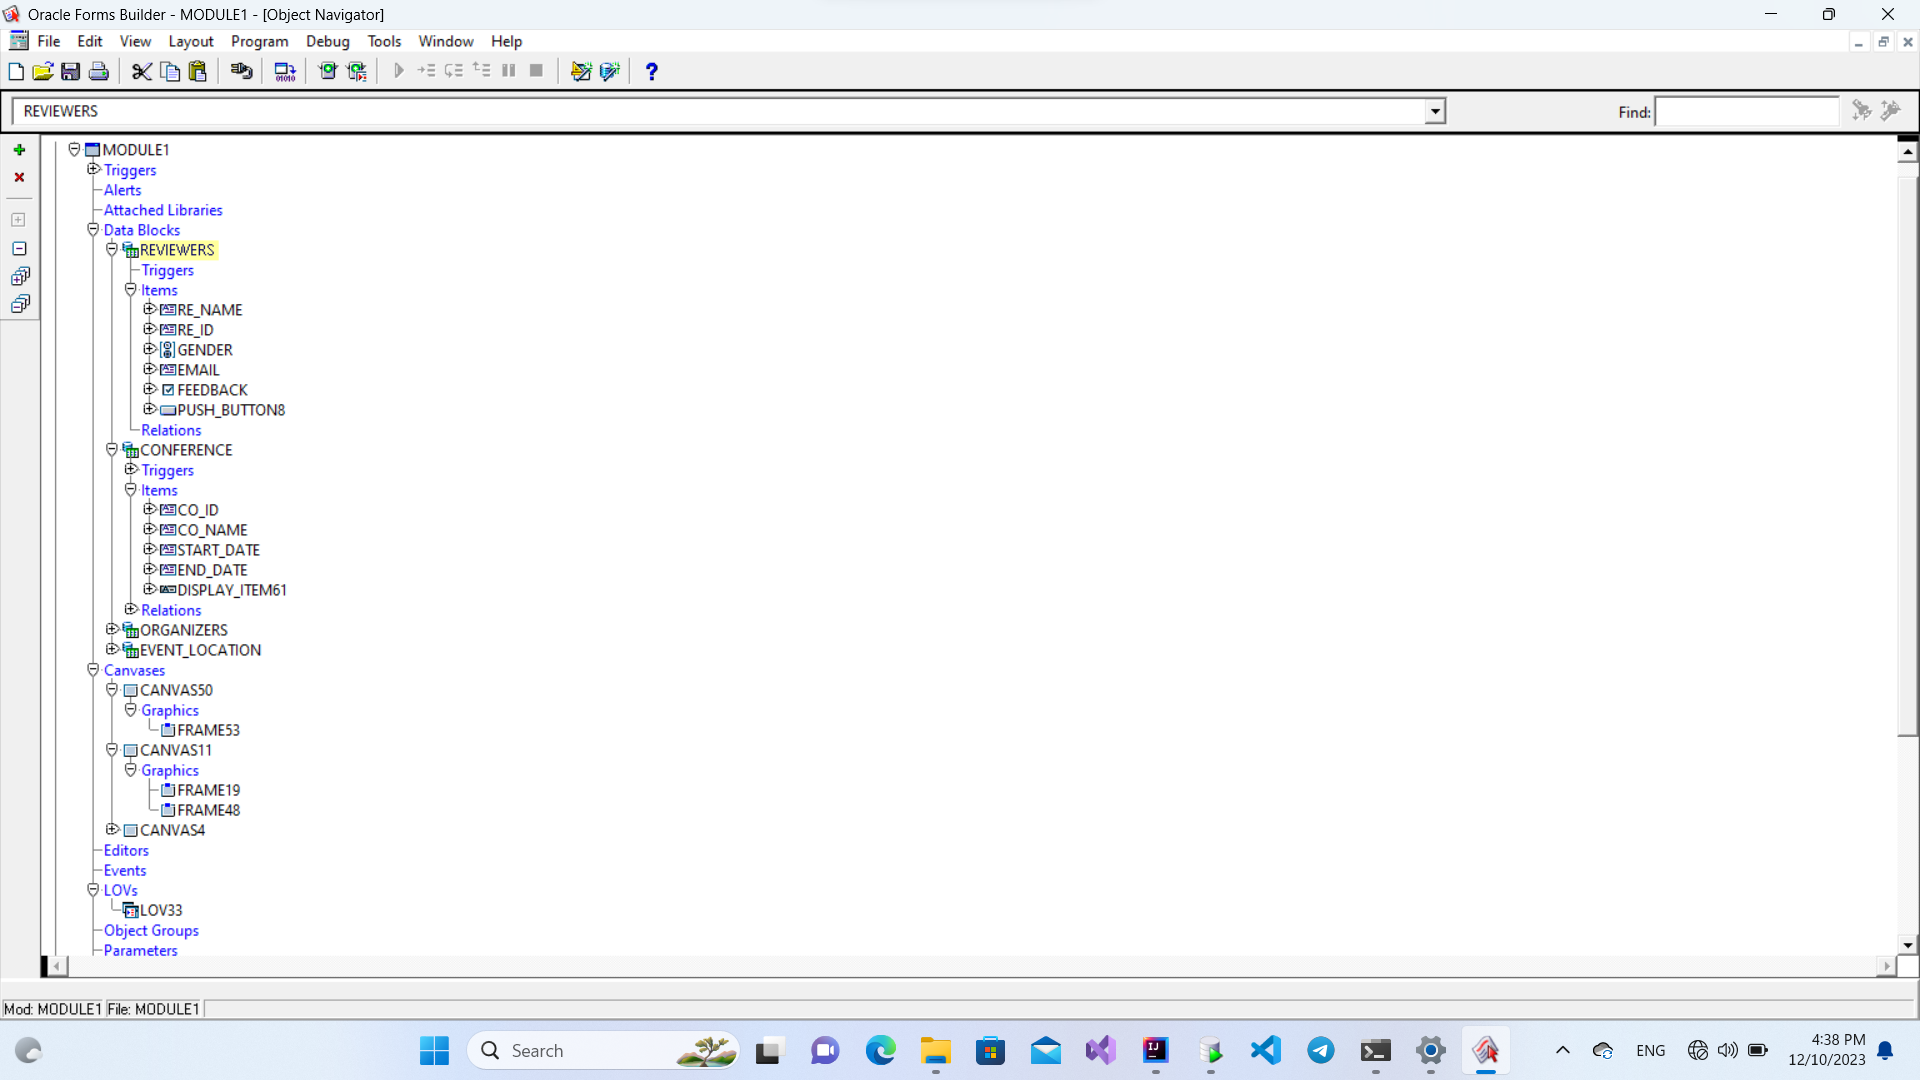 Oracle Forms Builder - MODULE1 - [Object Navigator]
File Edit View Layout Program Debug Tools Window Help
REVIEWERS
Find:
MODULE1
Triggers
Alerts
Attached Libraries
Data Blocks
REVIEWERS
Triggers
Items
RE_NAME
RE_ID
GENDER
EMAIL
FEEDBACK
PUSH_BUTTON8
Relations
CONFERENCE
Triggers
Items
CO_ID
CO_NAME
START_DATE
END_DATE
DISPLAY_ITEM61
Relations
ORGANIZERS
EVENT_LOCATION
Canvases
CANVAS50
Graphics
FRAME53
CANVAS11
Graphics
FRAME19
FRAME48
CANVAS4
Editors
Events
LOVs
LOV33
Object Groups
Parameters
Mod: MODULE1 File: MODULE1
Search
ENG
4:38 PM
12/10/2023